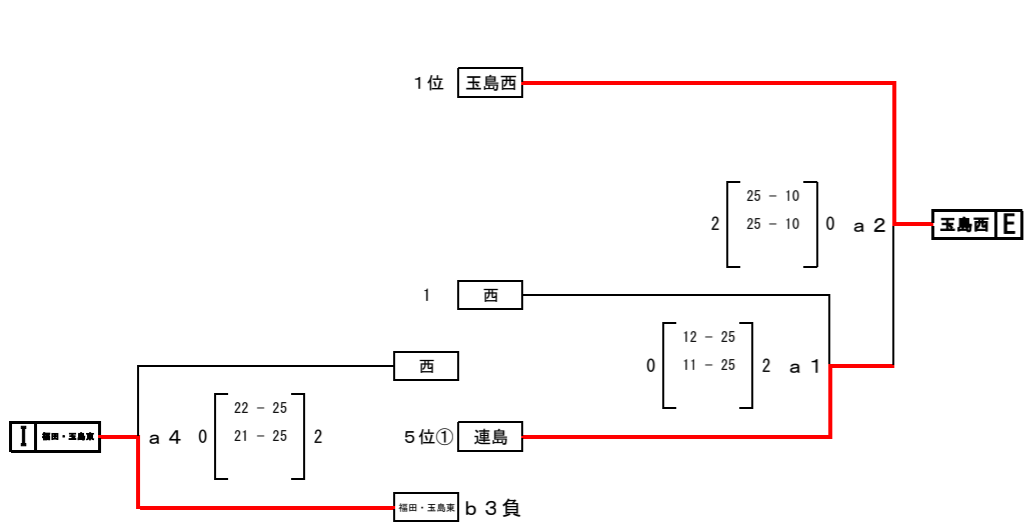 １位 玉島西
25 － 10
2 25 － 10 0 ａ２ 玉島西 E
1 西
12 － 25
0 11 － 25 2 ａ１
西
22 － 25
I 福田・玉島東 ａ４ 0 21 － 25 2
５位① 連島
福田・玉島東 ｂ３負